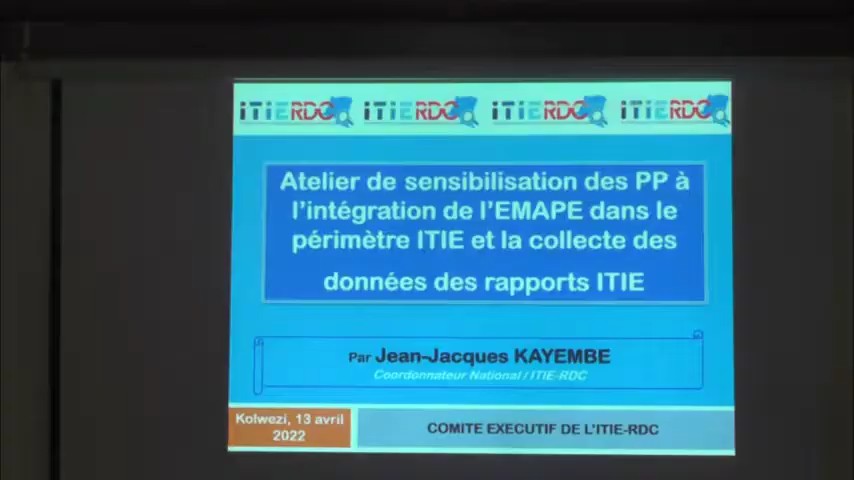 iTiERDC iTiERDC iTiERDC iTiERDC
Atelier de sensibilisation des PP à
l'intégration de l'EMAPE dans le
périmètre ITIE et la collecte des
données des rapports ITIE
Par Jean-Jacques KAYEMBE
Coordonnateur National / ITIE-RDC
Kolwezi, 13 avril
2022
COMITE EXECUTIF DE L'ITIE-RDC